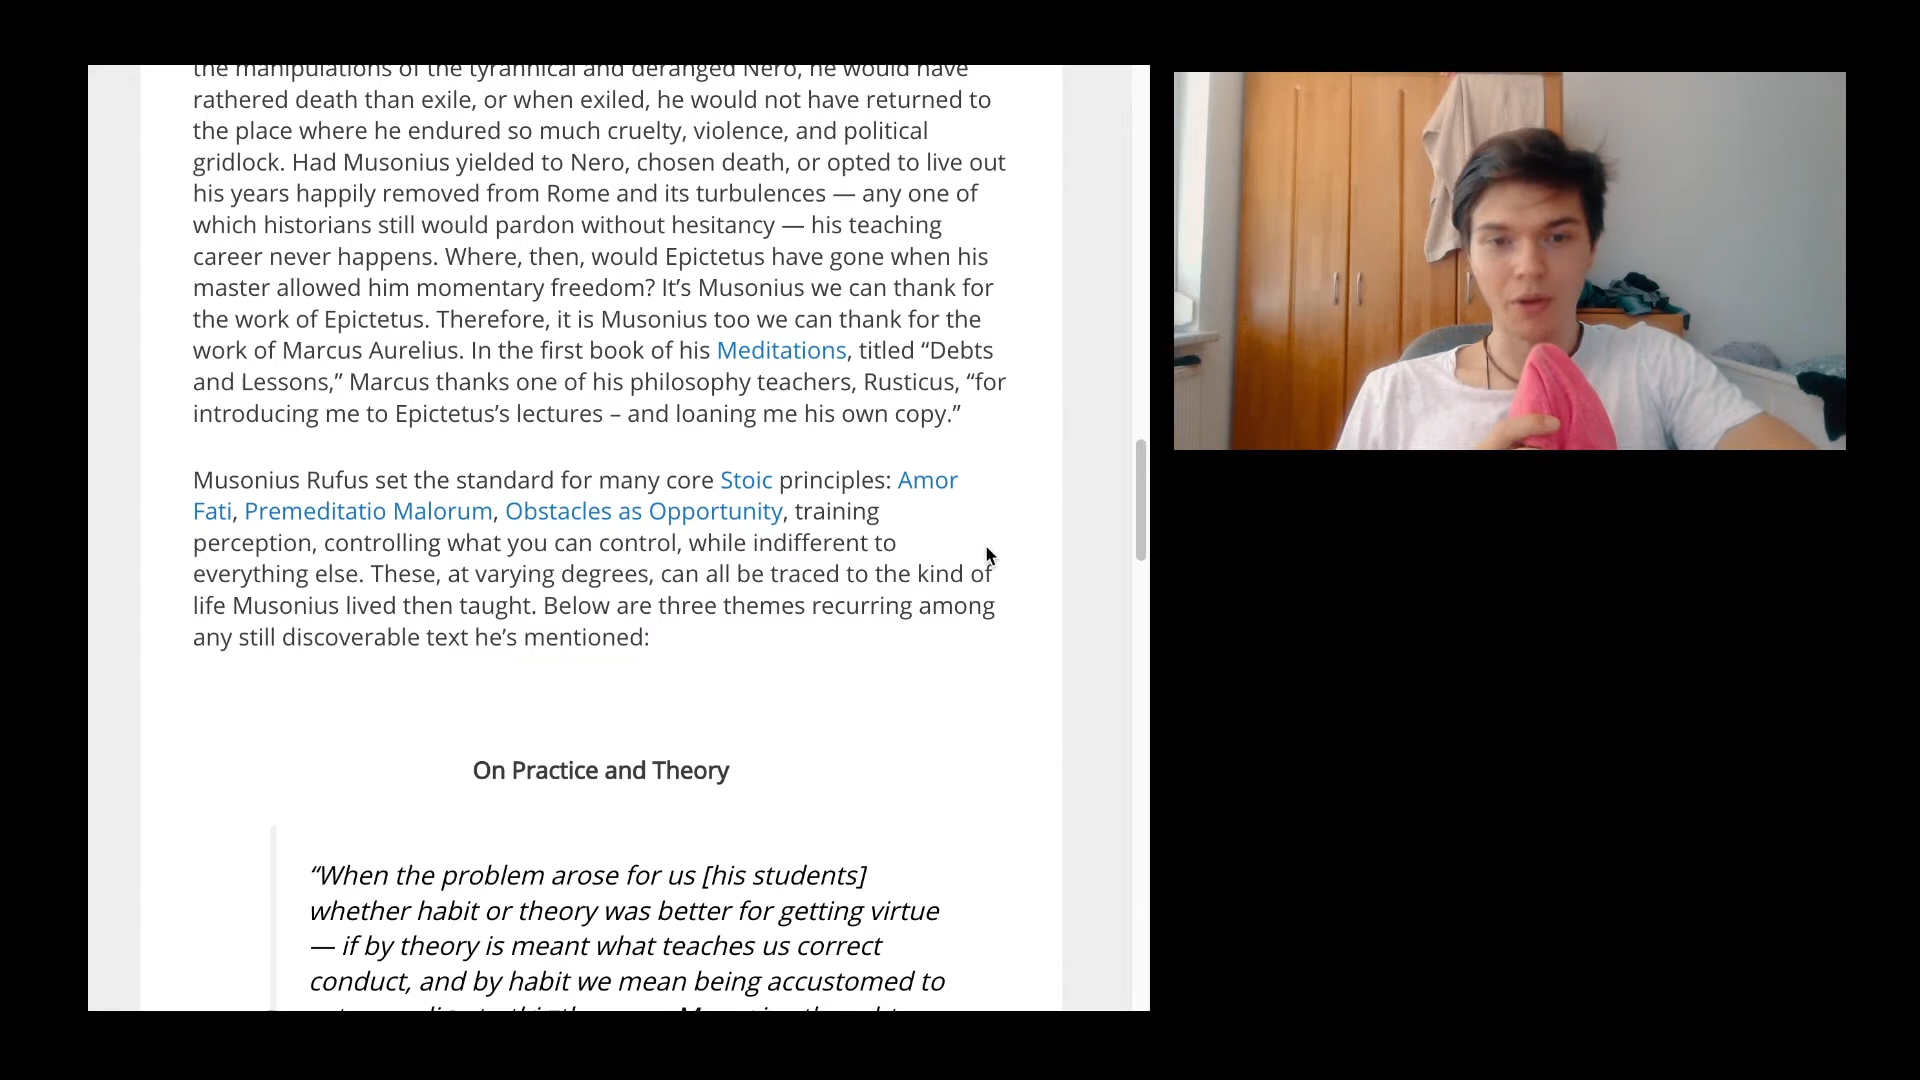 the manipulations of the tyrannical and deranged Nero, he would have
rathered death than exile, or when exiled, he would not have returned to
the place where he endured so much cruelty, violence, and political
gridlock. Had Musonius yielded to Nero, chosen death, or opted to live out
his years happily removed from Rome and its turbulences — any one of
which historians still would pardon without hesitancy — his teaching
career never happens. Where, then, would Epictetus have gone when his
master allowed him momentary freedom? It’s Musonius we can thank for
the work of Epictetus. Therefore, it is Musonius too we can thank for the
work of Marcus Aurelius. In the first book of his Meditations, titled “Debts
and Lessons,” Marcus thanks one of his philosophy teachers, Rusticus, “for
introducing me to Epictetus’s lectures – and loaning me his own copy.”
Musonius Rufus set the standard for many core Stoic principles: Amor
Fati, Premeditatio Malorum, Obstacles as Opportunity, training
perception, controlling what you can control, while indifferent to
everything else. These, at varying degrees, can all be traced to the kind of
life Musonius lived then taught. Below are three themes recurring among
any still discoverable text he’s mentioned:
On Practice and Theory
“When the problem arose for us [his students]
whether habit or theory was better for getting virtue
— if by theory is meant what teaches us correct
conduct, and by habit we mean being accustomed to